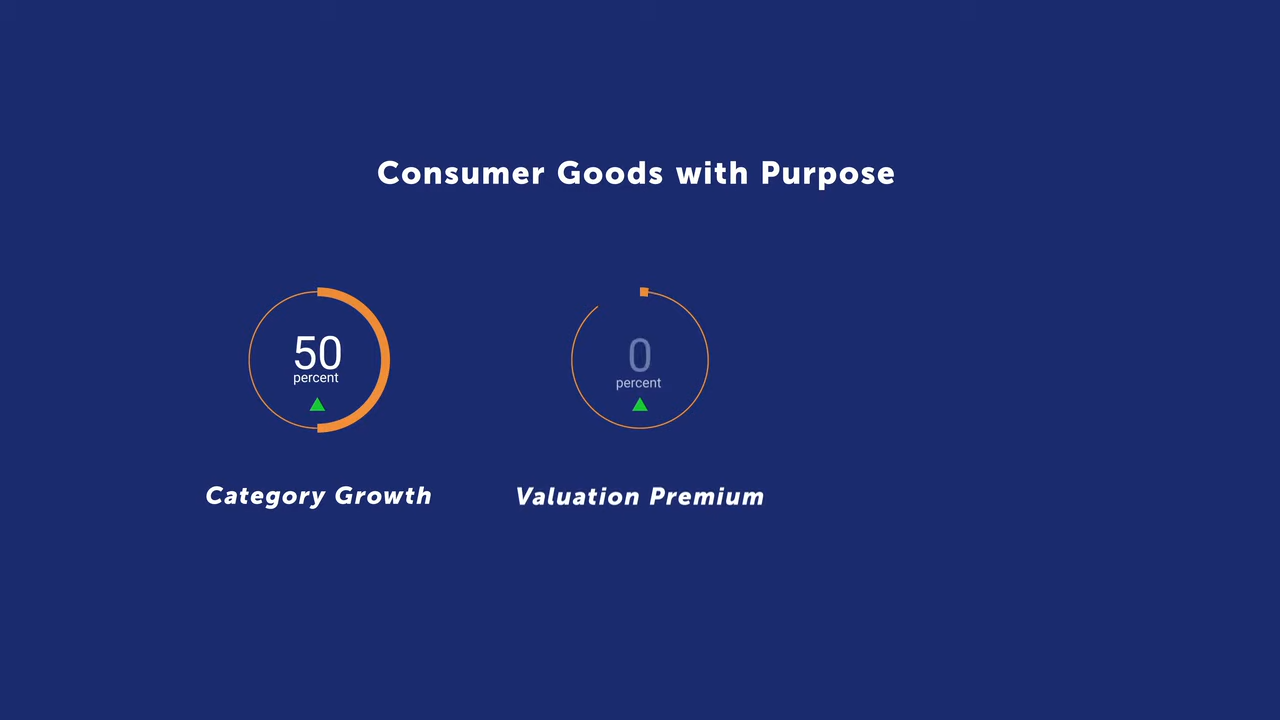 Consumer Goods with Purpose
50
percent
0
percent
Category Growth
Valuation Premium